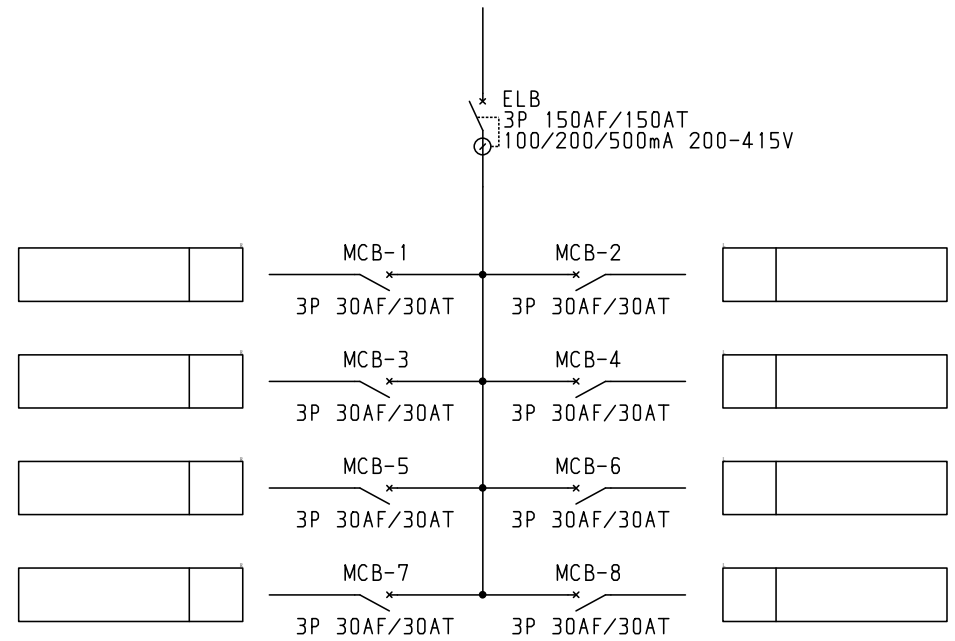 ELB
3P 150AF/150AT
100/200/500mA 200-415V
MCB-1
3P 30AF/30AT
MCB-2
3P 30AF/30AT
MCB-3
3P 30AF/30AT
MCB-4
3P 30AF/30AT
MCB-5
3P 30AF/30AT
MCB-6
3P 30AF/30AT
MCB-7
3P 30AF/30AT
MCB-8
3P 30AF/30AT